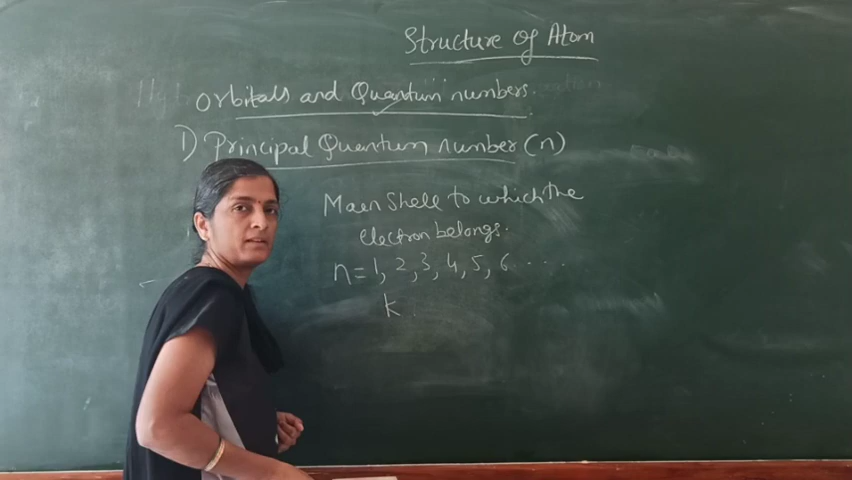 Structure of Atom
Orbitals and Quantum numbers.
1) Principal Quantum number (n)
Main Shell to which the
electron belongs.
n = 1, 2, 3, 4, 5, 6 ....
K